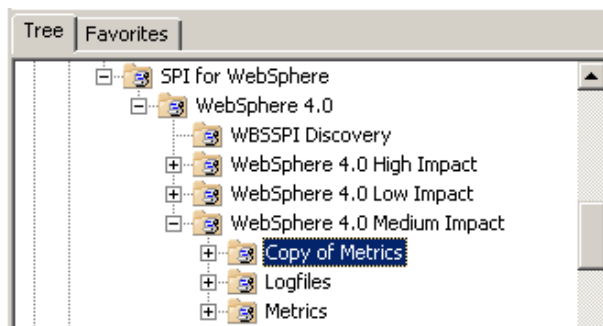 Tree Favorites
SPI for WebSphere
WebSphere 4.0
WBSSPI Discovery
WebSphere 4.0 High Impact
WebSphere 4.0 Low Impact
WebSphere 4.0 Medium Impact
Copy of Metrics
Logfiles
Metrics